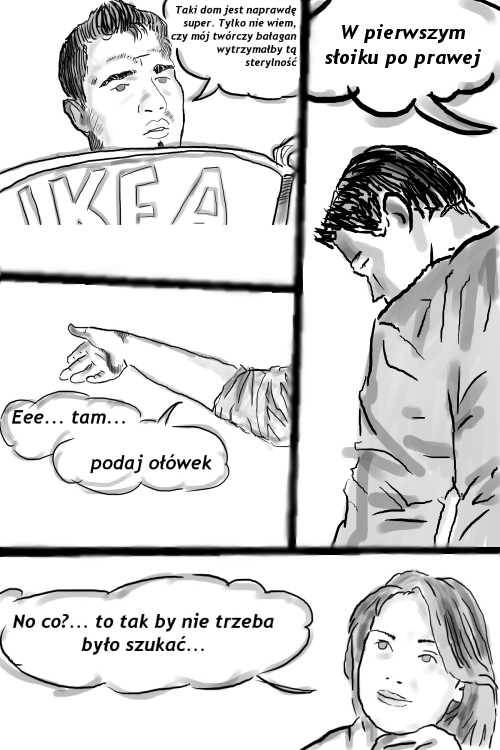 Taki dom jest naprawdę
super. Tylko nie wiem,
czy mój twórczy bałagan
wytrzymałby tą
sterylność
IKEA
Eee... tam...
podaj ołówek
W pierwszym
słoiku po prawej
No co?... to tak by nie trzeba
było szukać...